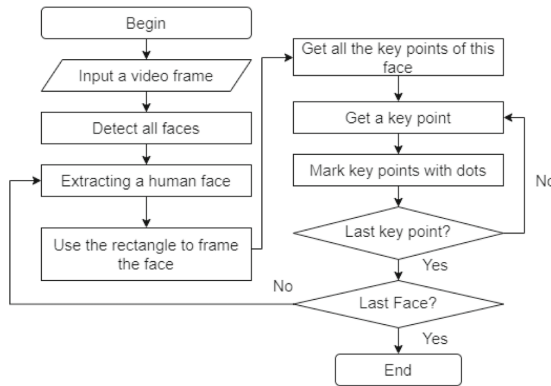 Begin
Input a video frame
Detect all faces
Extracting a human face
Use the rectangle to frame
the face
Get all the key points of this
face
Get a key point
Mark key points with dots
No
Last key point?
Yes
No
Last Face?
Yes
End